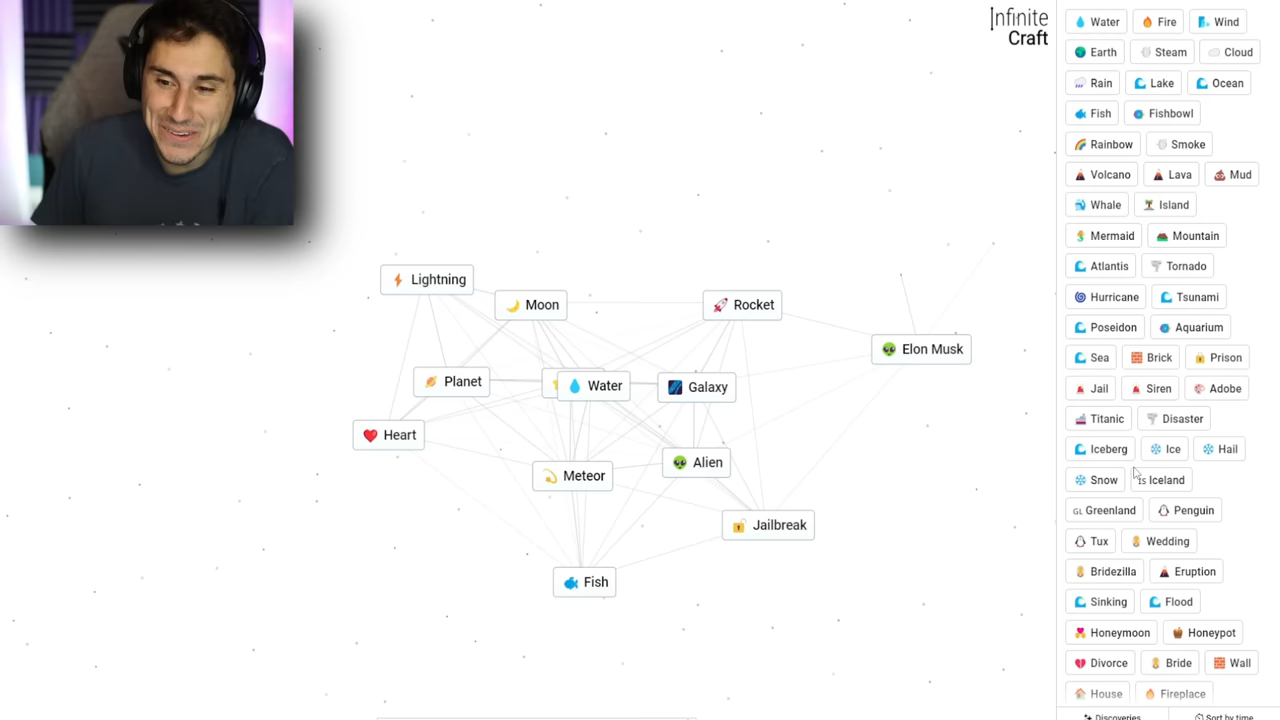 Infinite
Craft
Lightning
Moon
Rocket
Elon Musk
Planet
Water
Galaxy
Heart
Meteor
Alien
Jailbreak
Fish
Water Fire Wind
Earth Steam Cloud
Rain Lake Ocean
Fish Fishbowl
Rainbow Smoke
Volcano Lava Mud
Whale Island
Mermaid Mountain
Atlantis Tornado
Hurricane Tsunami
Poseidon Aquarium
Sea Brick Prison
Jail Siren Adobe
Titanic Disaster
Iceberg Ice Hail
Snow IS Iceland
GL Greenland Penguin
Tux Wedding
Bridezilla Eruption
Sinking Flood
Honeymoon Honeypot
Divorce Bride Wall
House Fireplace
Discoveries Sort by time